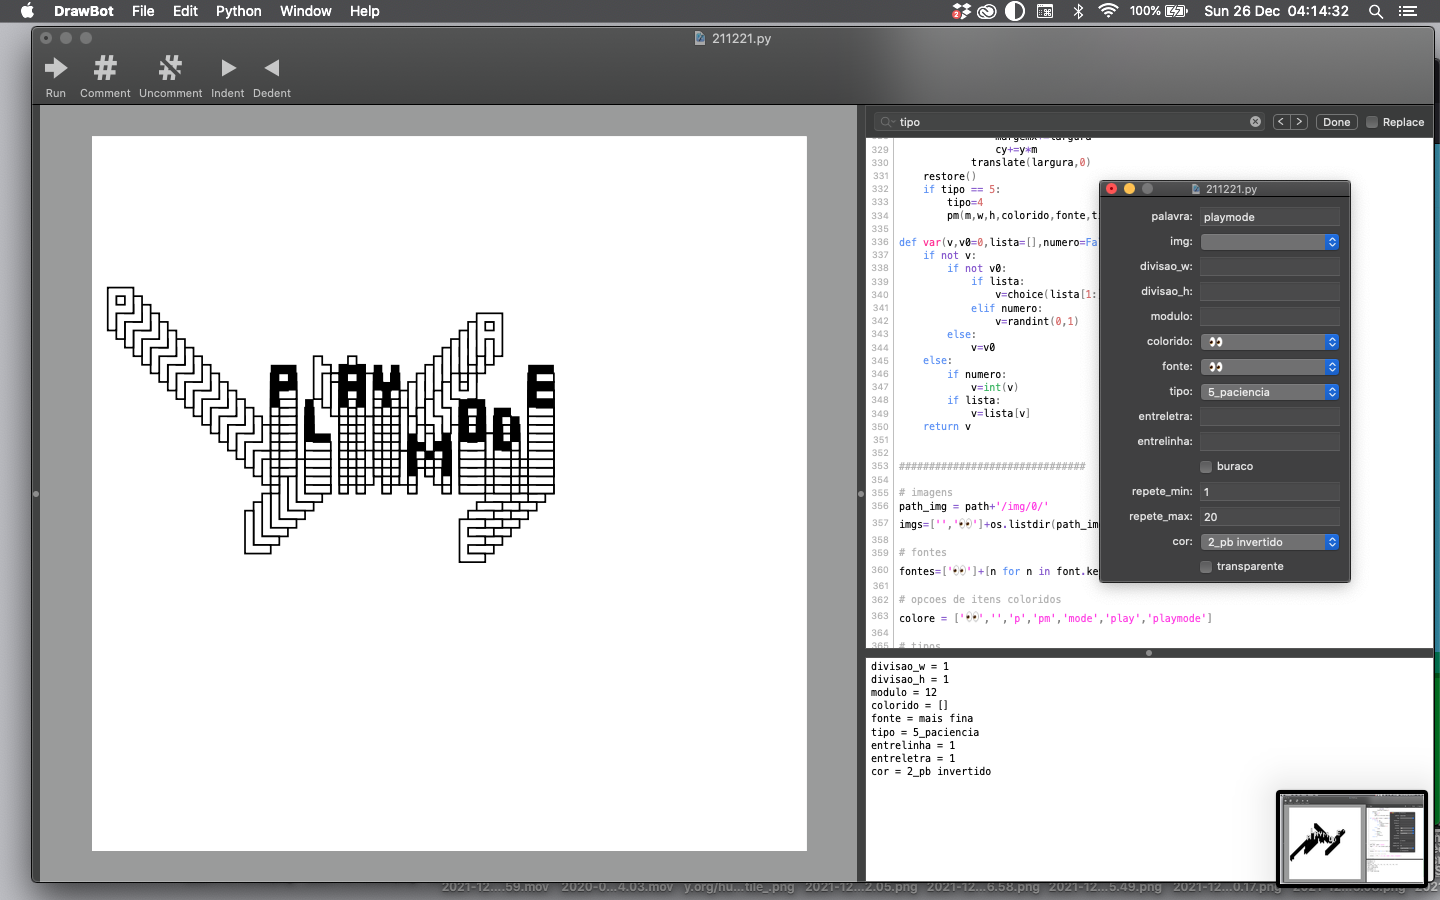 DrawBot File Edit Python Window Help
2 100% Sun 26 Dec 04:14:32
211221.py
Run Comment Uncomment Indent Dedent
PLAYMODE
tipo Done Replace
329 cy+=y*m
330 translate(largura,0)
331 restore()
332 if tipo == 5:
333 tipo=4
334 pm(m,w,h,colorido,fonte,t
335
336 def var(v,v0=0,lista=[],numero=Fa
337 if not v:
338 if not v0:
339 if lista:
340 v=choice(lista[1:
341 elif numero:
342 v=randint(0,1)
343 else:
344 v=v0
345 else:
346 if numero:
347 v=int(v)
348 if lista:
349 v=lista[v]
350 return v
351
352
353 ###############################
354
355 # imagens
356 path_img = path+'/img/0/'
357 imgs=['','👀']+os.listdir(path_im
358
359 # fontes
360 fontes=['👀']+[n for n in font.ke
361
362 # opcoes de itens coloridos
363 colore = ['👀','','p','pm','mode','play','playmode']
364
365 # tipos
211221.py
palavra: playmode
img:
divisao_w:
divisao_h:
modulo:
colorido: 👀
fonte: 👀
tipo: 5_paciencia
entreletra:
entrelinha:
buraco
repete_min: 1
repete_max: 20
cor: 2_pb invertido
transparente
divisao_w = 1
divisao_h = 1
modulo = 12
colorido = []
fonte = mais fina
tipo = 5_paciencia
entrelinha = 1
entreletra = 1
cor = 2_pb invertido
2021-12....59.mov 2020-0...4.03.mov y.org/hu...tile_.png 2021-12...2.05.png 2021-12...6.58.png 2021-12...5.49.png 2021-12...0.17.png